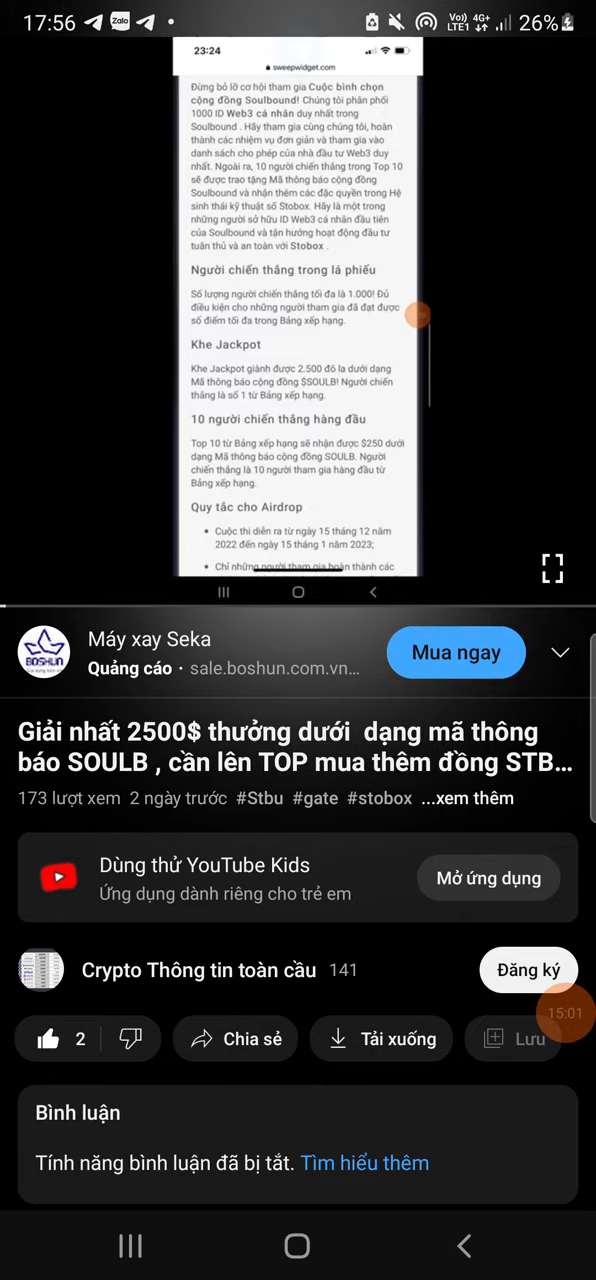 17:56
Zalo
Vo)) 4G+
LTE1
26%
23:24
sweepwidget.com
Đừng bỏ lỡ cơ hội tham gia Cuộc bình chọn
cộng đồng Soulbound! Chúng tôi phân phối
1000 ID Web3 cá nhân duy nhất trong
Soulbound . Hãy tham gia cùng chúng tôi, hoàn
thành các nhiệm vụ đơn giản và tham gia vào
danh sách cho phép của nhà đầu tư Web3 duy
nhất. Ngoài ra, 10 người chiến thắng trong Top 10
sẽ được trao tặng Mã thông báo cộng đồng
Soulbound và nhận thêm các đặc quyền trong Hệ
sinh thái kỹ thuật số Stobox. Hãy là một trong
những người sở hữu ID Web3 cá nhân đầu tiên
của Soulbound và tận hưởng hoạt động đầu tư
tuân thủ và an toàn với Stobox .
Người chiến thắng trong lá phiếu
Số lượng người chiến thắng tối đa là 1.000! Đủ
điều kiện cho những người tham gia đã đạt được
số điểm tối đa trong Bảng xếp hạng.
Khe Jackpot
Khe Jackpot giành được 2.500 đô la dưới dạng
Mã thông báo cộng đồng $SOULB! Người chiến
thắng là số 1 từ Bảng xếp hạng.
10 người chiến thắng hàng đầu
Top 10 từ Bảng xếp hạng sẽ nhận được $250 dưới
dạng Mã thông báo cộng đồng SOULB. Người
chiến thắng là 10 người tham gia hàng đầu từ
Bảng xếp hạng.
Quy tắc cho Airdrop
• Cuộc thi diễn ra từ ngày 15 tháng 12 năm
2022 đến ngày 15 tháng 1 năm 2023;
• Chỉ những người tham gia hoàn thành các
BOSHUN
Máy xay Seka
Quảng cáo · sale.boshun.com.vn...
Mua ngay
Giải nhất 2500$ thưởng dưới dạng mã thông
báo SOULB , cần lên TOP mua thêm đồng STB...
173 lượt xem 2 ngày trước #Stbu #gate #stobox ...xem thêm
Dùng thử YouTube Kids
Ứng dụng dành riêng cho trẻ em
Mở ứng dụng
Crypto Thông tin toàn cầu 141
Đăng ký
15:01
2
Chia sẻ
Tải xuống
Lưu
Bình luận
Tính năng bình luận đã bị tắt. Tìm hiểu thêm